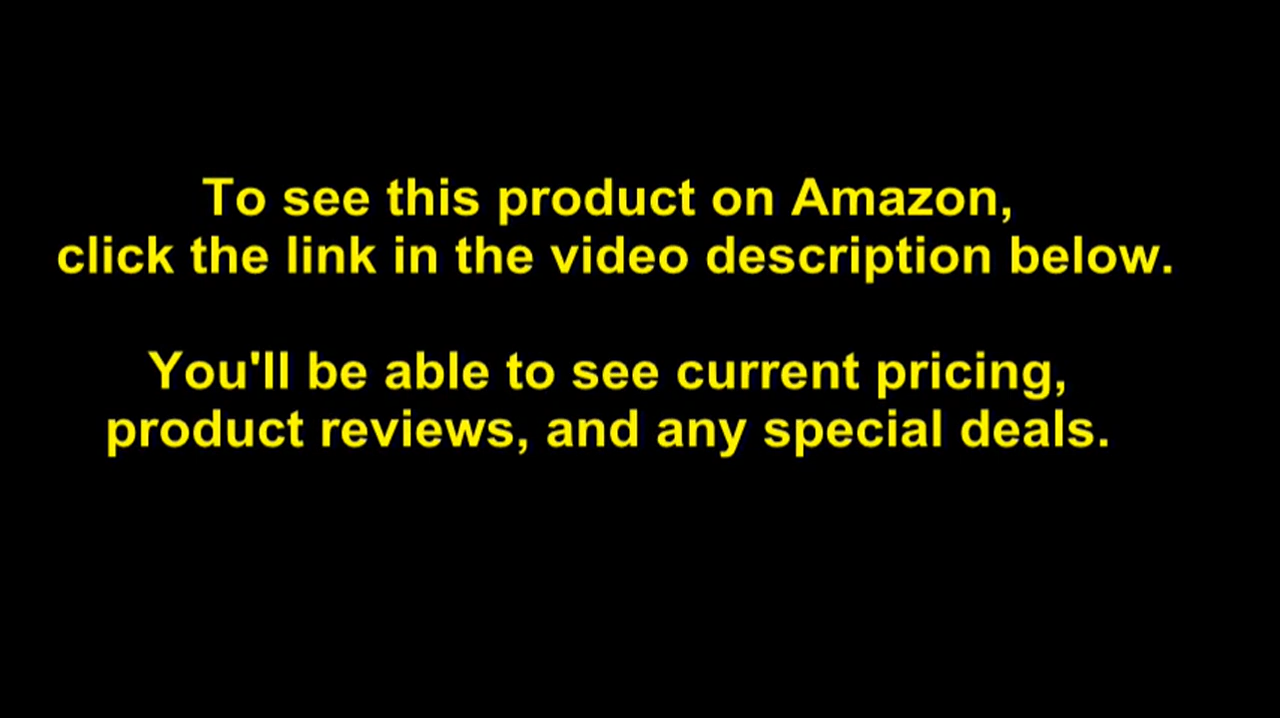 To see this product on Amazon,
click the link in the video description below.
You'll be able to see current pricing,
product reviews, and any special deals.